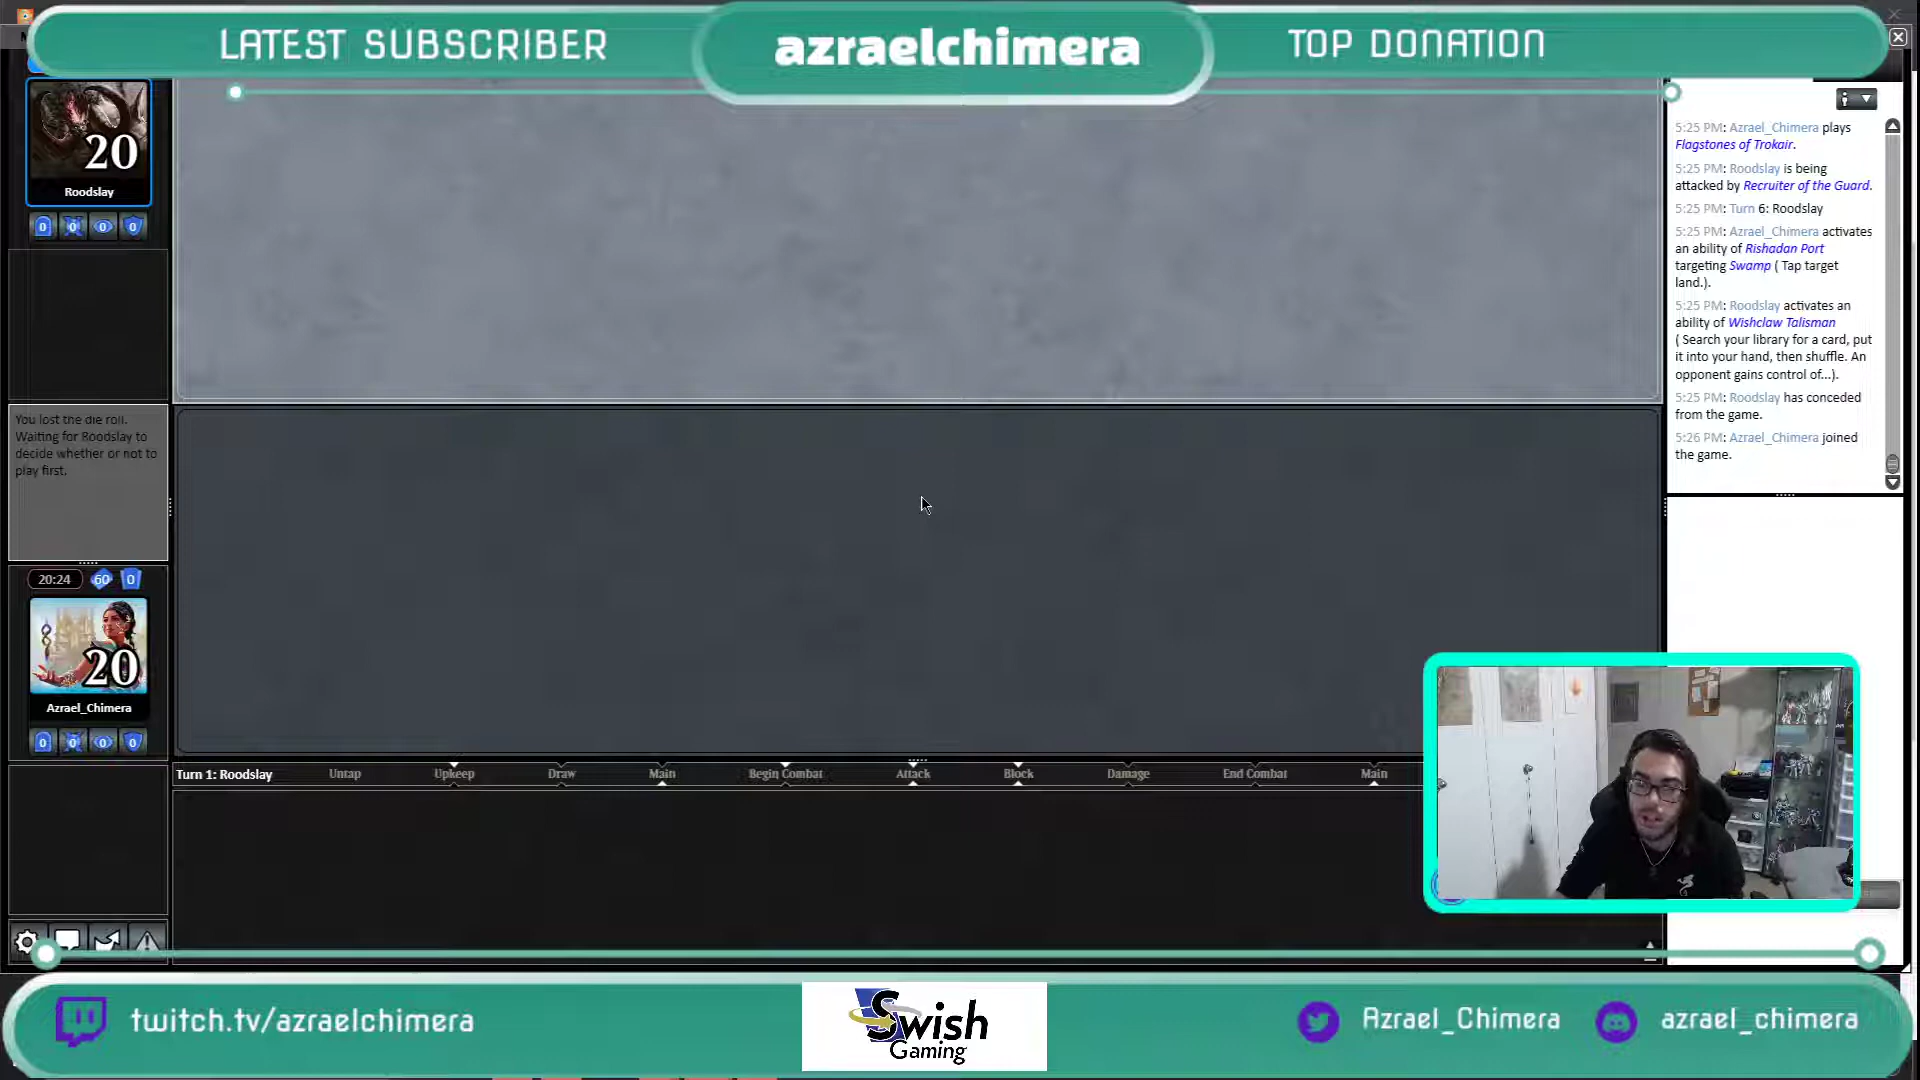 LATEST SUBSCRIBER
azraelchimera
TOP DONATION
20
Roodslay
0 0 0 0
You lost the die roll.
Waiting for Roodslay to
decide whether or not to
play first.
20:24 60 0
20
Azrael_Chimera
0 0 0 0
Turn 1: Roodslay Untap Upkeep Draw Main Begin Combat Attack Block Damage End Combat Main
5:25 PM: Azrael_Chimera plays
Flagstones of Trokair.
5:25 PM: Roodslay is being
attacked by Recruiter of the Guard.
5:25 PM: Turn 6: Roodslay
5:25 PM: Azrael_Chimera activates
an ability of Rishadan Port
targeting Swamp ( Tap target
land.).
5:25 PM: Roodslay activates an
ability of Wishclaw Talisman
( Search your library for a card, put
it into your hand, then shuffle. An
opponent gains control of...).
5:25 PM: Roodslay has conceded
from the game.
5:26 PM: Azrael_Chimera joined
the game.
twitch.tv/azraelchimera
Swish
Gaming
Azrael_Chimera
azrael_chimera